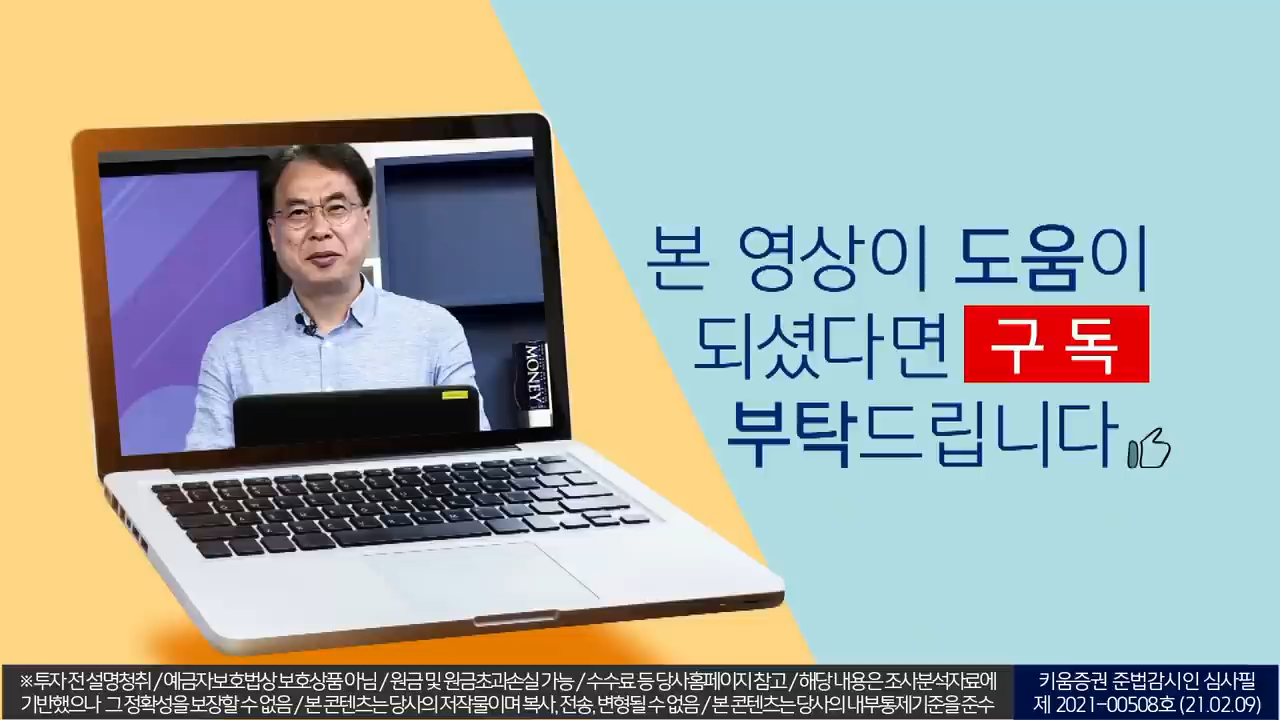 본 영상이 도움이
되셨다면 구독
부탁드립니다
MONEY
※ 투자 전 설명청취 / 예금자보호법상 보호상품 아님 / 원금 및 원금초과손실 가능 / 수수료 등 당사홈페이지 참고 / 해당 내용은 조사분석자료에
기반했으나 그 정확성을 보장할 수 없음 / 본 콘텐츠는 당사의 저작물이며 복사, 전송, 변형될 수 없음 / 본 콘텐츠는 당사의 내부통제기준을 준수
키움증권 준법감시인 심사필
제 2021-00508호 (21.02.09)